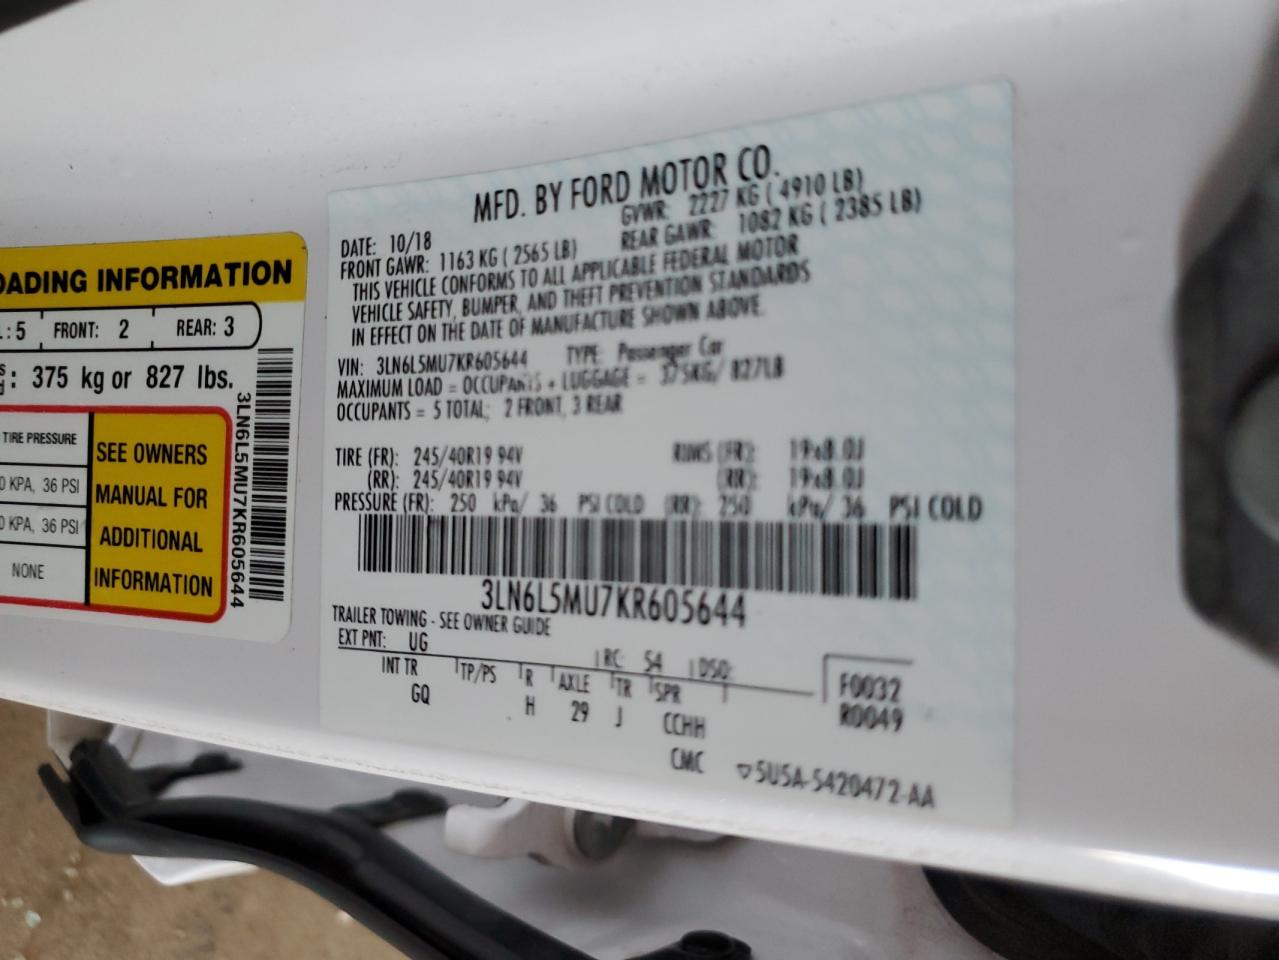 OADING INFORMATION
: 5 FRONT: 2 REAR: 3
: 375 kg or 827 lbs.
TIRE PRESSURE
0 KPA, 36 PSI
0 KPA, 36 PSI
NONE
SEE OWNERS
MANUAL FOR
ADDITIONAL
INFORMATION
3LN6L5MU7KR605644
MFD. BY FORD MOTOR CO.
DATE: 10/18 GVWR: 2227 KG ( 4910 LB)
FRONT GAWR: 1163 KG ( 2565 LB) REAR GAWR: 1082 KG ( 2385 LB)
THIS VEHICLE CONFORMS TO ALL APPLICABLE FEDERAL MOTOR
VEHICLE SAFETY, BUMPER, AND THEFT PREVENTION STANDARDS
IN EFFECT ON THE DATE OF MANUFACTURE SHOWN ABOVE.
VIN: 3LN6L5MU7KR605644 TYPE: Passenger Car
MAXIMUM LOAD = OCCUPANTS + LUGGAGE = 375KG/ 827LB
OCCUPANTS = 5 TOTAL; 2 FRONT, 3 REAR
TIRE (FR): 245/40R19 94V RIMS (FR): 19x8.0J
(RR): 245/40R19 94V (RR): 19x8.0J
PRESSURE (FR): 250 kPa/ 36 PSI COLD (RR): 250 kPa/ 36 PSI COLD
3LN6L5MU7KR605644
TRAILER TOWING - SEE OWNER GUIDE
EXT PNT: UG RC: 54 DSO:
INT TR TP/PS R AXLE TR SPR F0032
GQ H 29 J CCHH R0049
CMC ▽5U5A-5420472-AA